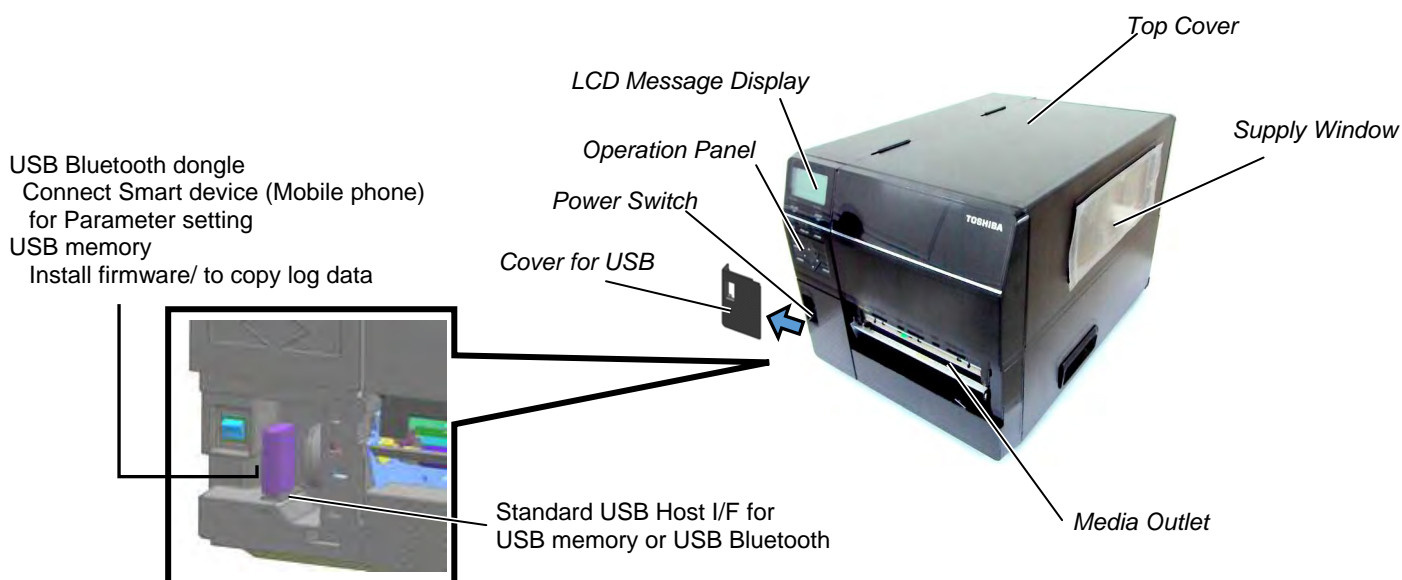 Top Cover
LCD Message Display
Supply Window
Operation Panel
USB Bluetooth dongle
Connect Smart device (Mobile phone)
for Parameter setting
USB memory
Install firmware/ to copy log data
Power Switch
TOSHIBA
Cover for USB
Standard USB Host I/F for
USB memory or USB Bluetooth
Media Outlet